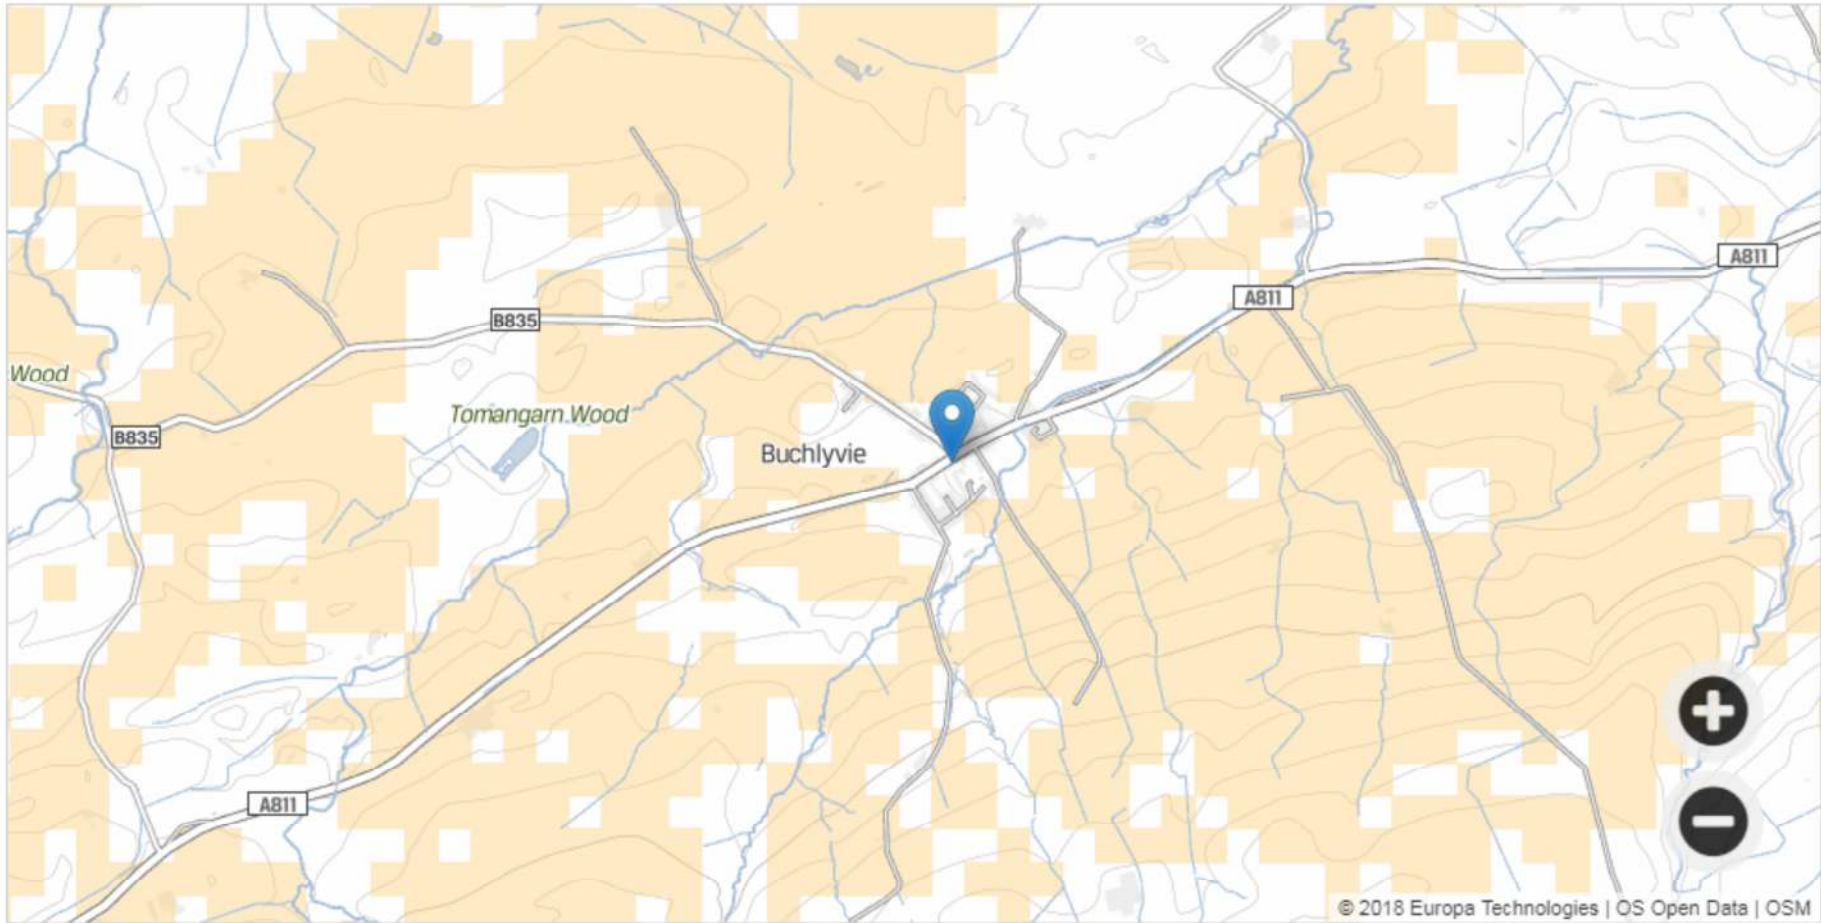 A811
A811
B835
Wood
Tomangarn Wood
B835
Buchlyvie
A811
© 2018 Europa Technologies | OS Open Data | OSM